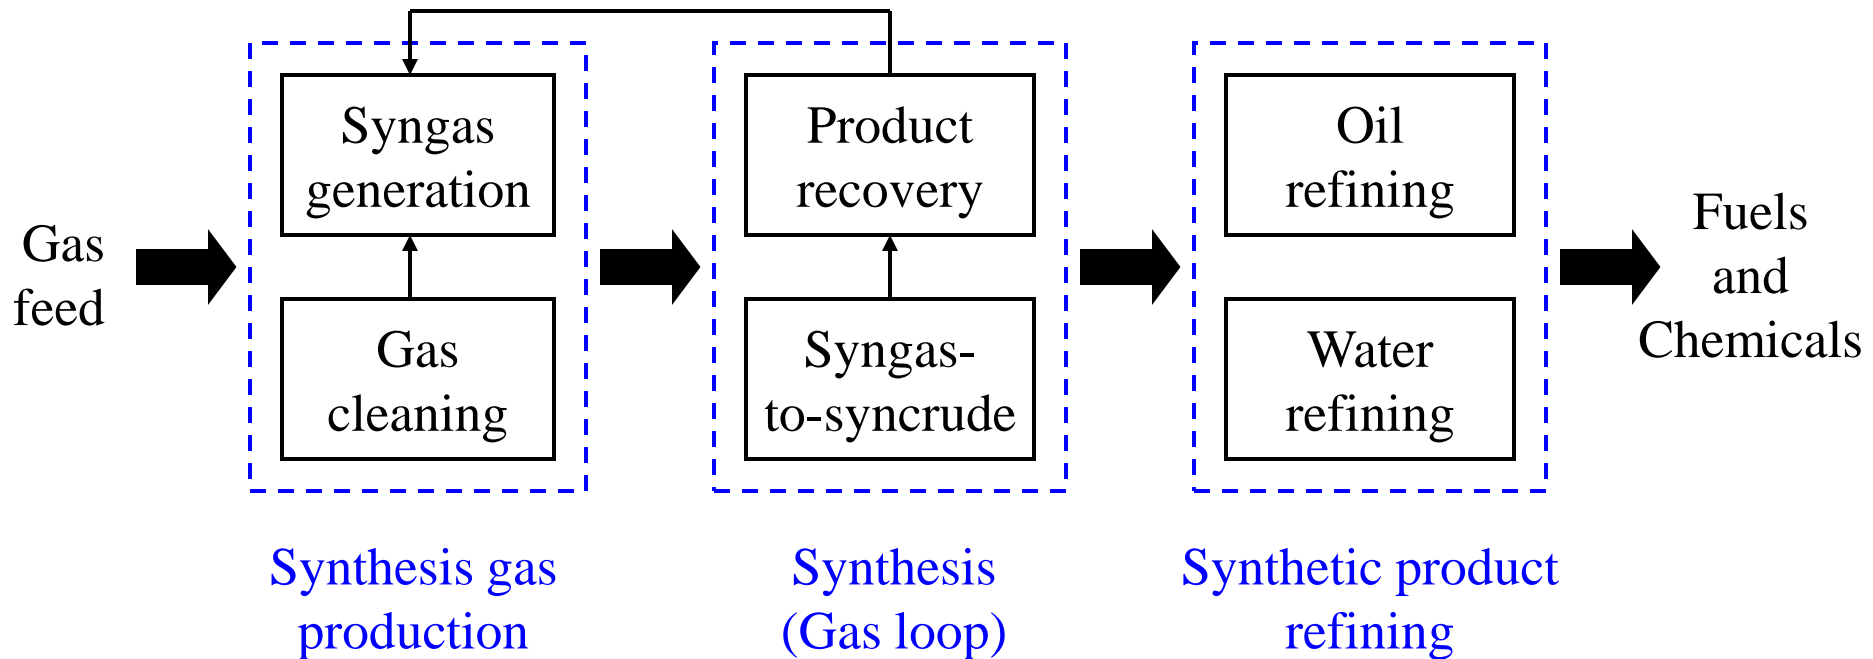 Gas
feed
Syngas
generation
Gas
cleaning
Synthesis gas
production
Product
recovery
Syngas-
to-syncrude
Synthesis
(Gas loop)
Oil
refining
Water
refining
Synthetic product
refining
Fuels
and
Chemicals